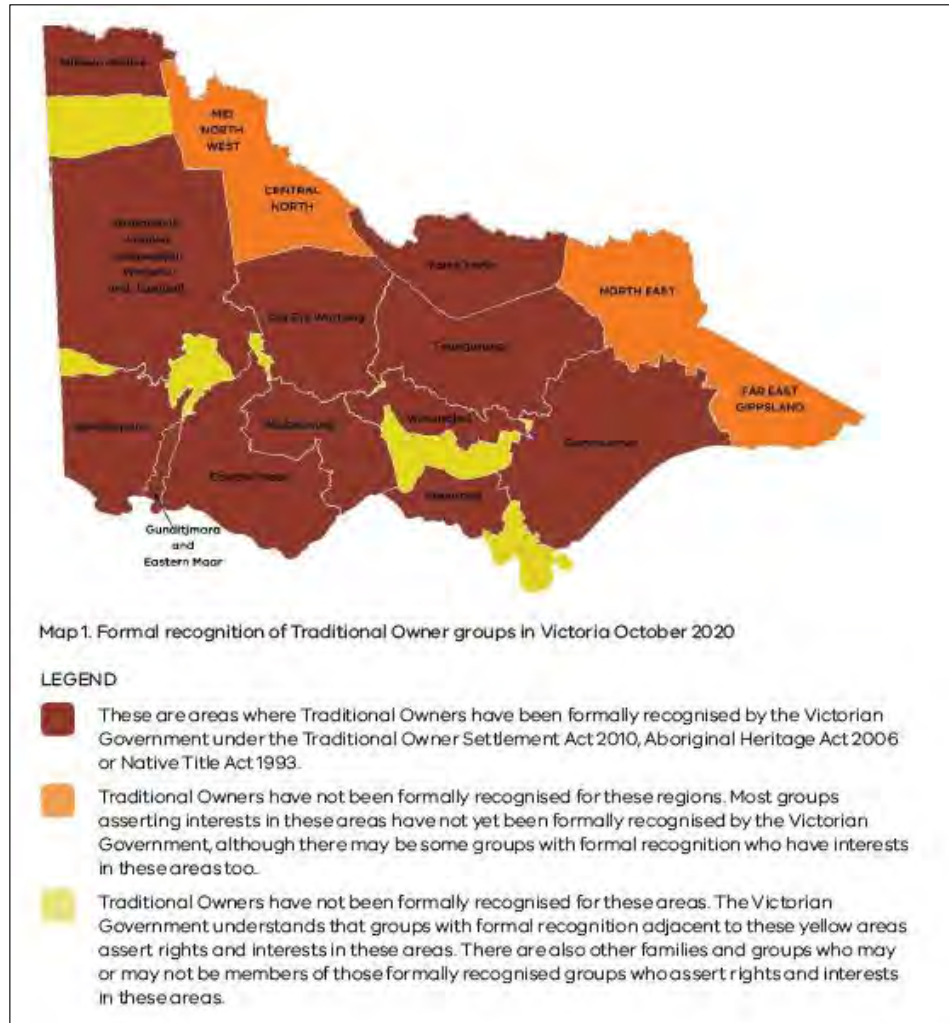 MID
NORTH
WEST
CENTRAL
NORTH
NORTH EAST
FAR EAST
GIPPSLAND
Taungurung
Gunditjmara
and
Eastern Maar
Map 1. Formal recognition of Traditional Owner groups in Victoria October 2020
LEGEND
These are areas where Traditional Owners have been formally recognised by the Victorian
Government under the Traditional Owner Settlement Act 2010, Aboriginal Heritage Act 2006
or Native Title Act 1993.
Traditional Owners have not been formally recognised for these regions. Most groups
asserting interests in these areas have not yet been formally recognised by the Victorian
Government, although there may be some groups with formal recognition who have interests
in these areas too.
Traditional Owners have not been formally recognised for these areas. The Victorian
Government understands that groups with formal recognition adjacent to these yellow areas
assert rights and interests in these areas. There are also other families and groups who may
or may not be members of those formally recognised groups who assert rights and interests
in these areas.